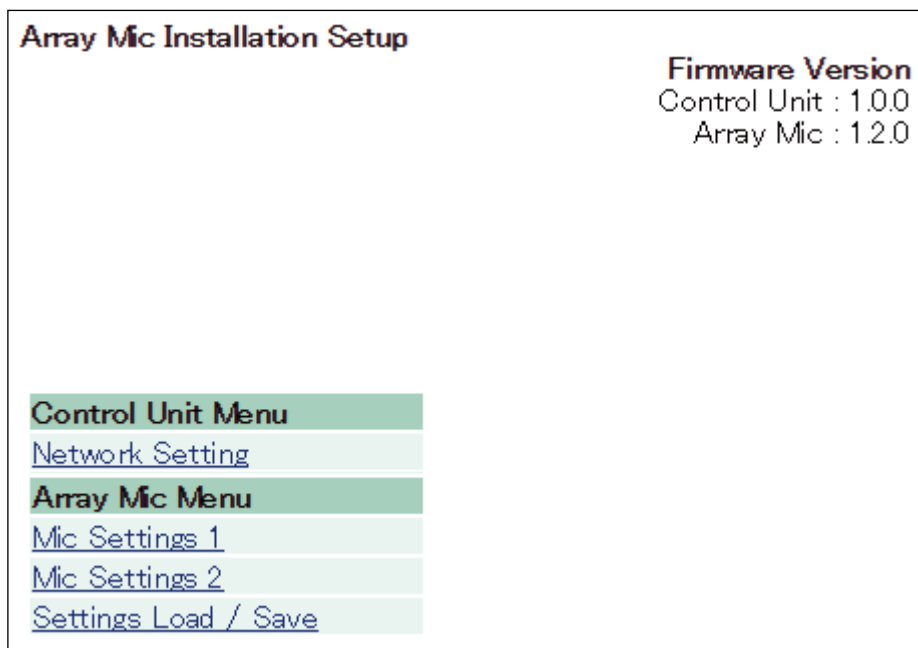 Array Mic Installation Setup
Firmware Version
Control Unit : 1.0.0
Array Mic : 1.2.0
Control Unit Menu
Network Setting
Array Mic Menu
Mic Settings 1
Mic Settings 2
Settings Load / Save